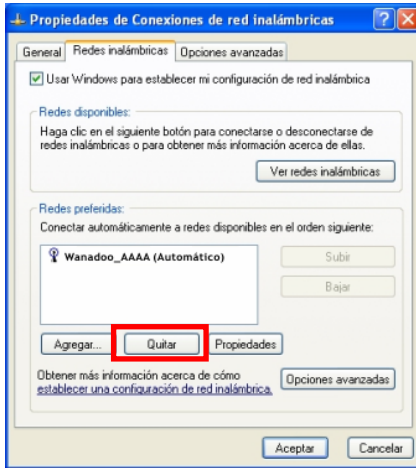 Propiedades de Conexiones de red inalámbricas
General
Redes inalámbricas
Opciones avanzadas
Usar Windows para establecer mi configuración de red inalámbrica
Redes disponibles:
Haga clic en el siguiente botón para conectarse o desconectarse de
redes inalámbricas o para obtener más información acerca de ellas.
Ver redes inalámbricas
Redes preferidas:
Conectar automáticamente a redes disponibles en el orden siguiente:
Wanadoo_AAAA (Automático)
Subir
Bajar
Agregar...
Quitar
Propiedades
Obtener más información acerca de cómo
establecer una configuración de red inalámbrica.
Opciones avanzadas
Aceptar
Cancelar